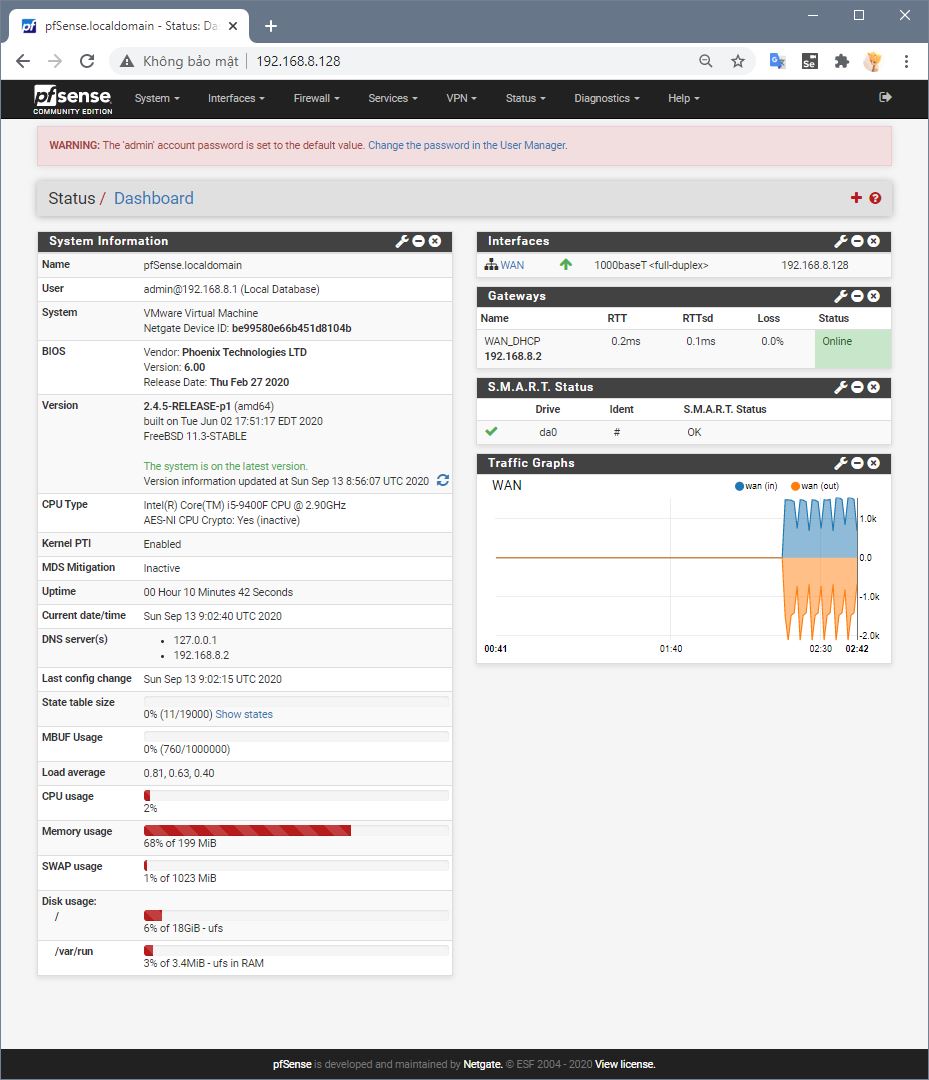 pfSense.localdomain - Status: Da
Không bảo mật | 192.168.8.128
pfsense
COMMUNITY EDITION
System Interfaces Firewall Services VPN Status Diagnostics Help
WARNING: The 'admin' account password is set to the default value. Change the password in the User Manager.
Status / Dashboard
System Information
Name pfSense.localdomain
User admin@192.168.8.1 (Local Database)
System VMware Virtual Machine
Netgate Device ID: be99580e66b451d8104b
BIOS Vendor: Phoenix Technologies LTD
Version: 6.00
Release Date: Thu Feb 27 2020
Version 2.4.5-RELEASE-p1 (amd64)
built on Tue Jun 02 17:51:17 EDT 2020
FreeBSD 11.3-STABLE
The system is on the latest version.
Version information updated at Sun Sep 13 8:56:07 UTC 2020
CPU Type Intel(R) Core(TM) i5-9400F CPU @ 2.90GHz
AES-NI CPU Crypto: Yes (inactive)
Kernel PTI Enabled
MDS Mitigation Inactive
Uptime 00 Hour 10 Minutes 42 Seconds
Current date/time Sun Sep 13 9:02:40 UTC 2020
DNS server(s) 127.0.0.1
192.168.8.2
Last config change Sun Sep 13 9:02:15 UTC 2020
State table size
0% (11/19000) Show states
MBUF Usage
0% (760/1000000)
Load average 0.81, 0.63, 0.40
CPU usage
2%
Memory usage
68% of 199 MiB
SWAP usage
1% of 1023 MiB
Disk usage:
/
6% of 18GiB - ufs
/var/run
3% of 3.4MiB - ufs in RAM
Interfaces
WAN 1000baseT <full-duplex> 192.168.8.128
Gateways
Name RTT RTTsd Loss Status
WAN_DHCP 0.2ms 0.1ms 0.0% Online
192.168.8.2
S.M.A.R.T. Status
Drive Ident S.M.A.R.T. Status
da0 # OK
Traffic Graphs
WAN wan (in) wan (out)
1.0k
0.0
-1.0k
-2.0k
00:41 01:40 02:30 02:42
pfSense is developed and maintained by Netgate. © ESF 2004 - 2020 View license.